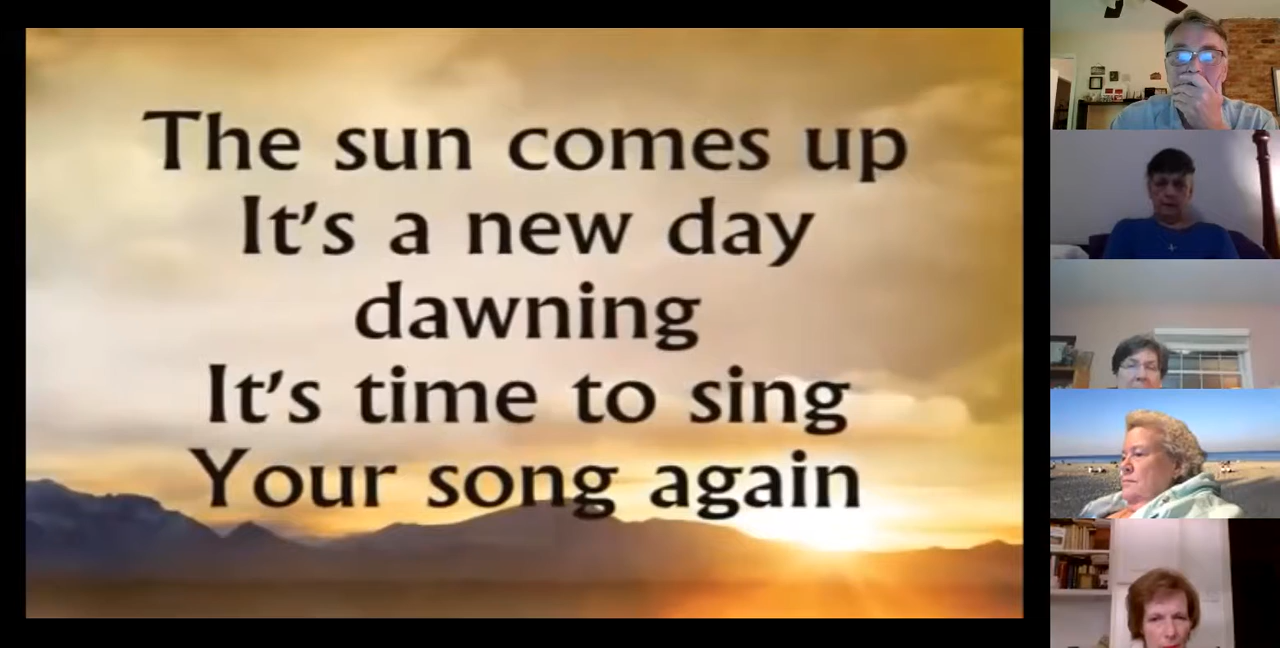 The sun comes up
It's a new day
dawning
It's time to sing
Your song again